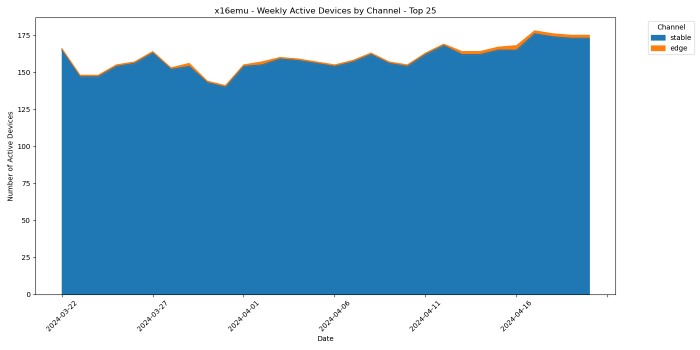 x16emu - Weekly Active Devices by Channel - Top 25
Channel
stable
edge
Number of Active Devices
175
150
125
100
75
50
25
0
2024-03-22
2024-03-27
2024-04-01
2024-04-06
2024-04-11
2024-04-16
Date